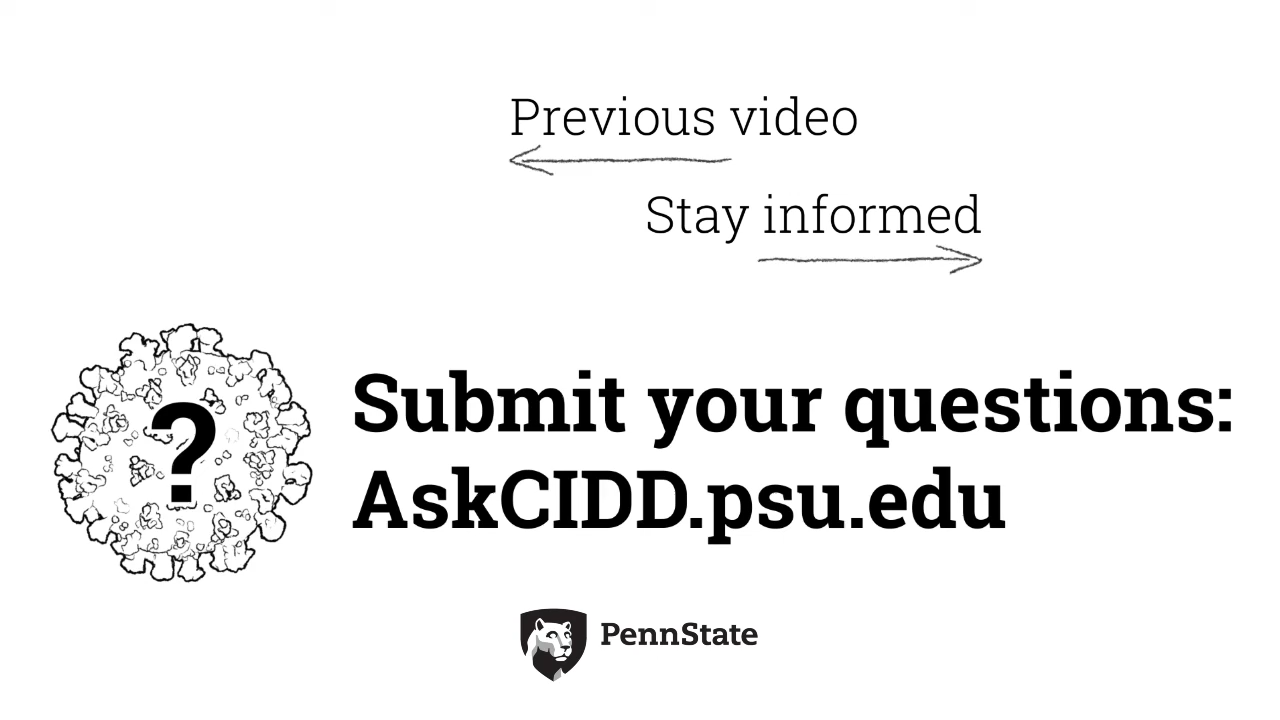 Previous video
Stay informed
?
Submit your questions:
AskCIDD.psu.edu
PennState